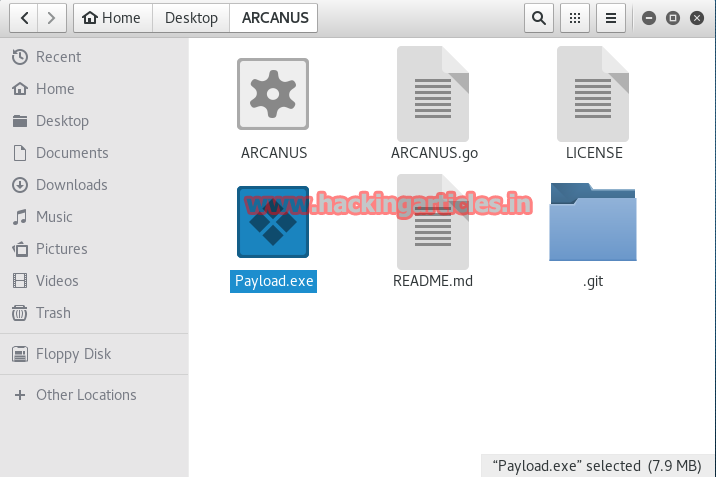 Home Desktop ARCANUS
Recent
Home
Desktop
Documents
Downloads
Music
Pictures
Videos
Trash
Floppy Disk
Other Locations
ARCANUS ARCANUS.go LICENSE
www.hackingarticles.in
Payload.exe README.md .git
“Payload.exe” selected (7.9 MB)